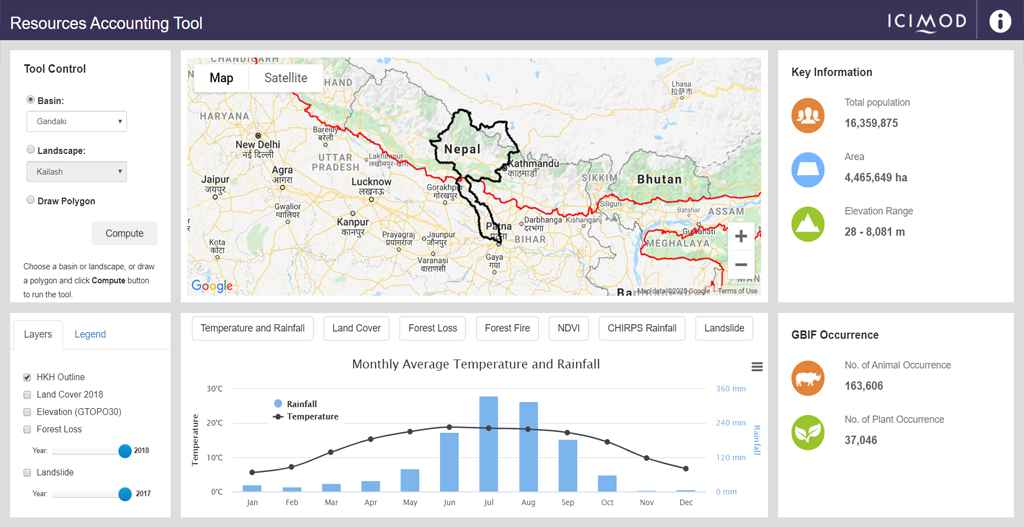 Resources Accounting Tool
ICIMOD
Tool Control
Basin:
Gandaki
Landscape:
Kailash
Draw Polygon
Compute
Choose a basin or landscape, or draw
a polygon and click Compute button
to run the tool.
Map
Satellite
CHANDIGARH
HAND
HARYANA
New Delhi
नई दिल्ली
Bareilly
बरेली
UTTAR
PRADESH
Lakhimpur
Jaipur
जयपुर
Agra
आगरा
Lucknow
लखनऊ
Gwalior
ग्वालियर
Kanpur
कानपुर
Kota
कोटा
Prayagraj
प्रयागराज
Jaunpur
जौनपुर
Varanasi
वाराणसी
Gorakhpur
गोरखपुर
Nepal
Kathmandu
काठमाडौं
Patna
Darbhanga
दरभंगा
Kishanganj
BIHAR
Gaya
गया
SIKKIM
Siliguri
Bhutan
Lhasa
拉萨市
Batshar
ASSAM
Guwahati
MEGHALAYA
Google
Map data ©2020 Google
Terms of Use
Key Information
Total population
16,359,875
Area
4,465,649 ha
Elevation Range
28 - 8,081 m
Layers
Legend
HKH Outline
Land Cover 2018
Elevation (GTOPO30)
Forest Loss
Year:
2018
Landslide
Year:
2017
Temperature and Rainfall
Land Cover
Forest Loss
Forest Fire
NDVI
CHIRPS Rainfall
Landslide
Monthly Average Temperature and Rainfall
Rainfall
Temperature
Temperature
30°C
20°C
10°C
0°C
360 mm
240 mm
120 mm
0 mm
Rainfall
Jan Feb Mar Apr May Jun Jul Aug Sep Oct Nov Dec
GBIF Occurrence
No. of Animal Occurrence
163,606
No. of Plant Occurrence
37,046